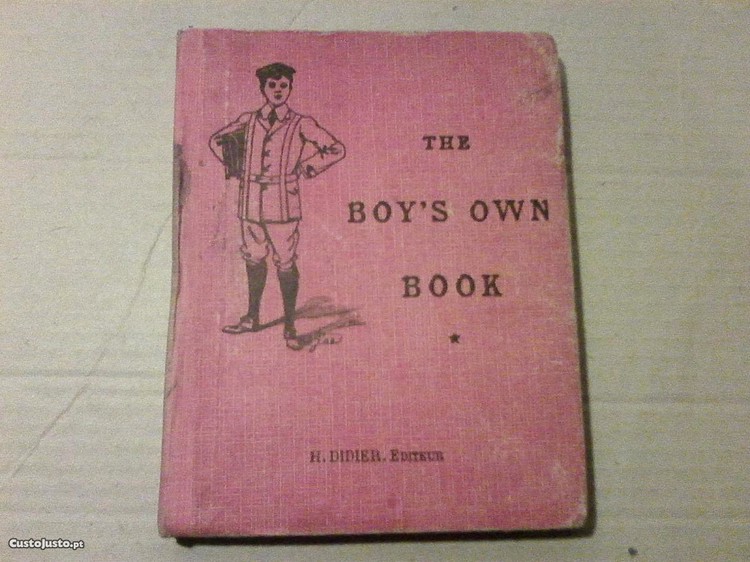 THE
BOY'S OWN
BOOK
*
H. DIDIER. EDITEUR
CustoJusto.pt